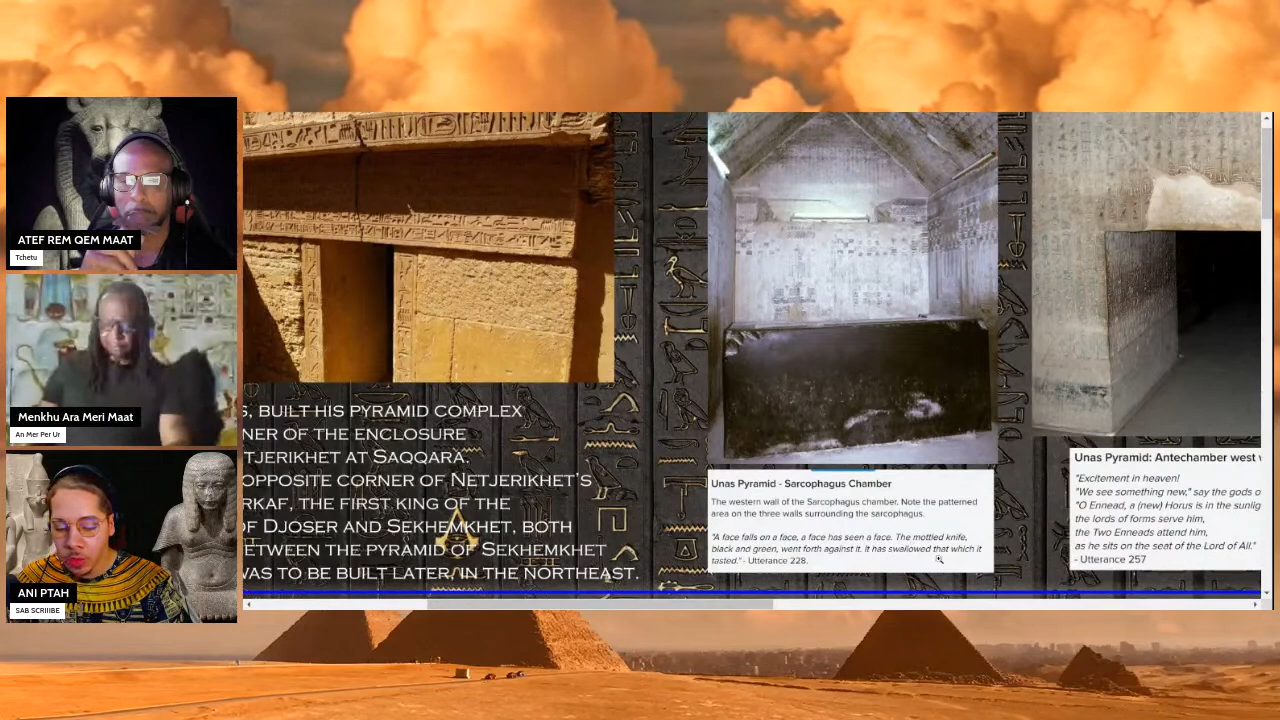 ATEF REM QEM MAAT
Tchetu
Menkhu Ara Meri Maat
An Mer Per Ur
ANI PTAH
SAB SCRIIIBE
S, BUILT HIS PYRAMID COMPLEX
NER OF THE ENCLOSURE
TJERIKHET AT SAQQARA.
OPPOSITE CORNER OF NETJERIKHET'S
RKAF, THE FIRST KING OF THE
OF DJOSER AND SEKHEMKHET, BOTH
ETWEEN THE PYRAMID OF SEKHEMKHET
WAS TO BE BUILT LATER, IN THE NORTHEAST.
Unas Pyramid - Sarcophagus Chamber
The western wall of the Sarcophagus chamber. Note the patterned
area on the three walls surrounding the sarcophagus.
"A face falls on a face, a face has seen a face. The mottled knife,
black and green, went forth against it. It has swallowed that which it
tasted." - Utterance 228.
Unas Pyramid: Antechamber west
"Excitement in heaven!
"We see something new," say the gods o
"O Ennead, a (new) Horus is in the sunlig
the lords of forms serve him,
the Two Enneads attend him,
as he sits on the seat of the Lord of All."
- Utterance 257